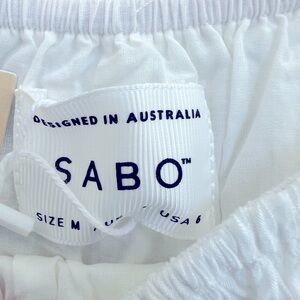 DESIGNED IN AUSTRALIA
SABO™
SIZE M / USA 6